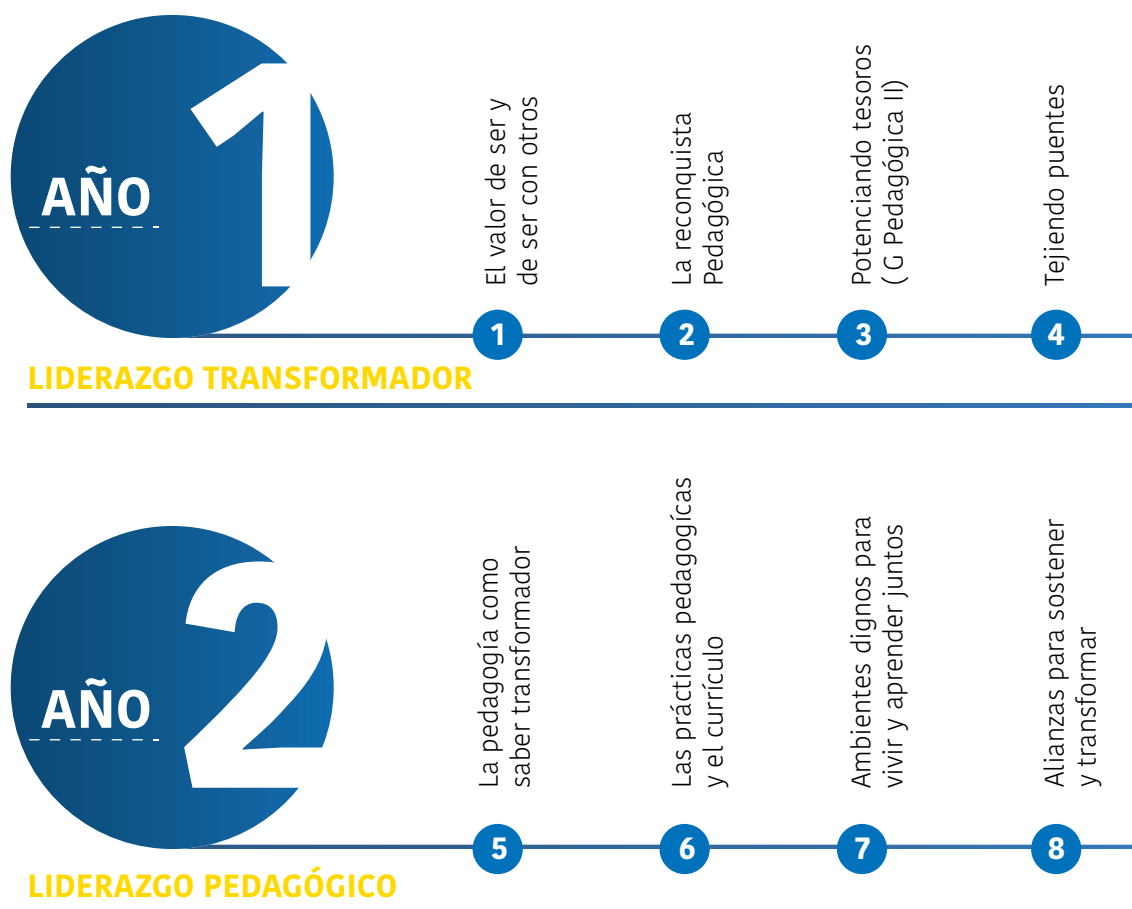 AÑO
1
El valor de ser y
de ser con otros
La reconquista
Pedagógica
Potenciando tesoros
( G Pedagógica II)
Tejiendo puentes
1
2
3
4
LIDERAZGO TRANSFORMADOR
AÑO
2
La pedagogía como
saber transformador
Las prácticas pedagogícas
y el currículo
Ambientes dignos para
vivir y aprender juntos
Alianzas para sostener
y transformar
5
6
7
8
LIDERAZGO PEDAGÓGICO